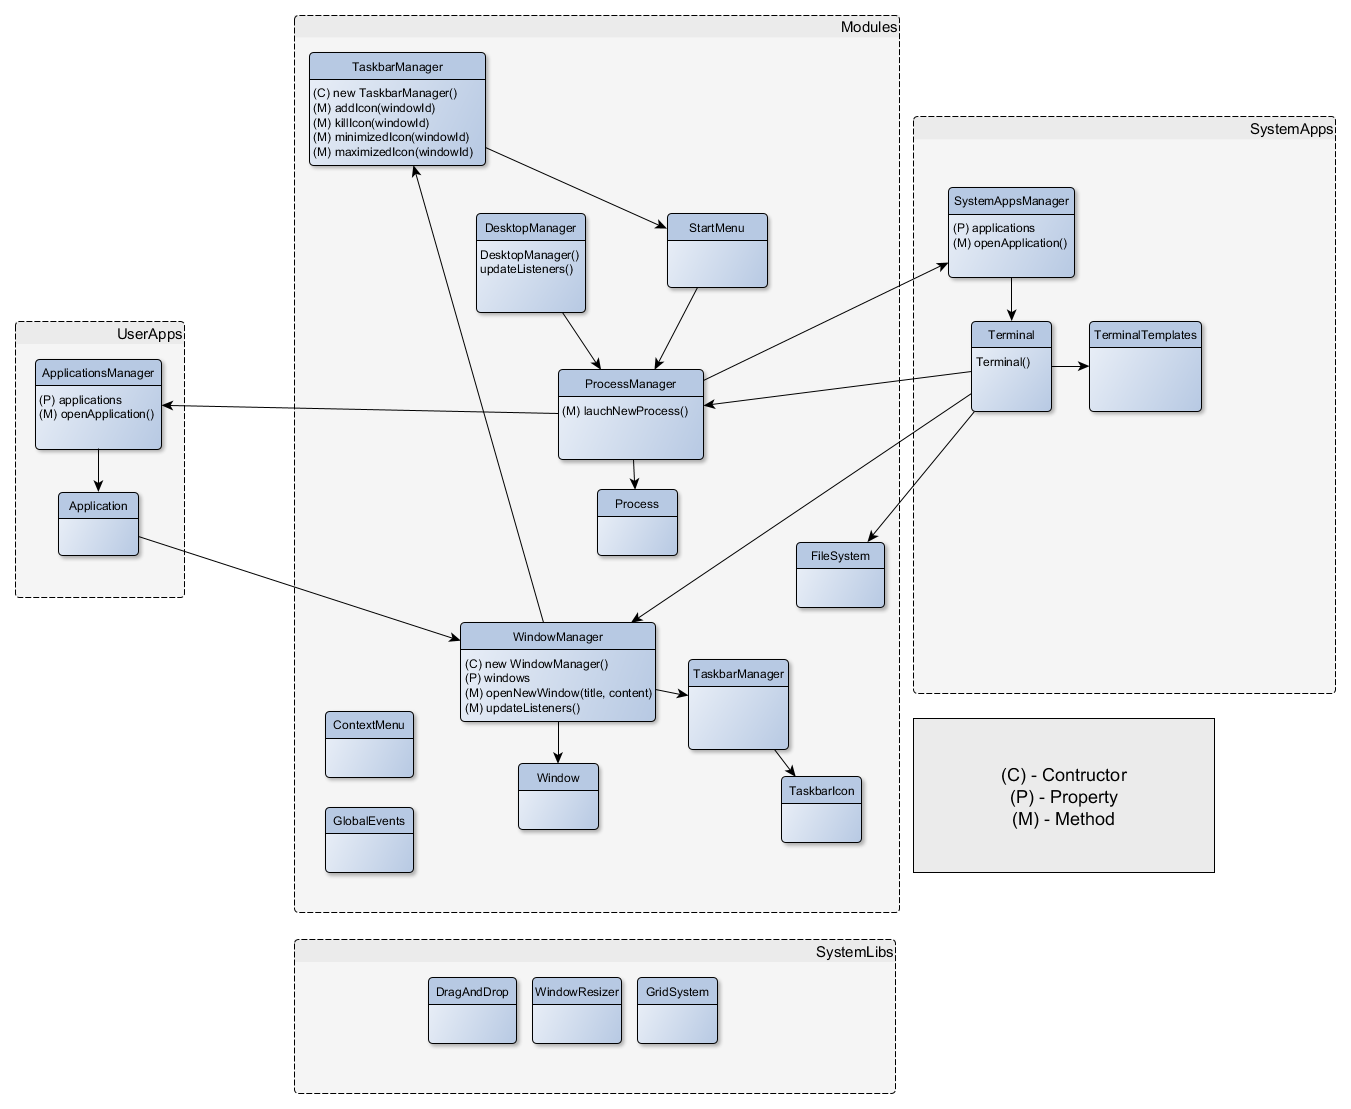 Modules
TaskbarManager
(C) new TaskbarManager()
(M) addIcon(windowId)
(M) killIcon(windowId)
(M) minimizedIcon(windowId)
(M) maximizedIcon(windowId)
SystemApps
SystemAppsManager
(P) applications
(M) openApplication()
DesktopManager
DesktopManager()
updateListeners()
StartMenu
UserApps
ApplicationsManager
(P) applications
(M) openApplication()
Terminal
Terminal()
TerminalTemplates
ProcessManager
(M) lauchNewProcess()
Application
Process
FileSystem
WindowManager
(C) new WindowManager()
(P) windows
(M) openNewWindow(title, content)
(M) updateListeners()
TaskbarManager
ContextMenu
Window
TaskbarIcon
GlobalEvents
(C) - Contructor
(P) - Property
(M) - Method
SystemLibs
DragAndDrop
WindowResizer
GridSystem